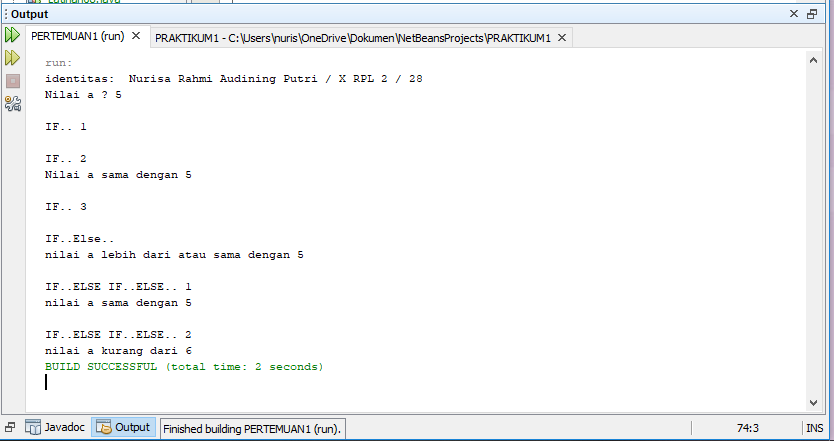 Output
PERTEMUAN1 (run) PRAKTIKUM1 - C:\Users\nuris\OneDrive\Dokumen\NetBeansProjects\PRAKTIKUM1
run:
identitas:  Nurisa Rahmi Audining Putri / X RPL 2 / 28
Nilai a ? 5
IF.. 1
IF.. 2
Nilai a sama dengan 5
IF.. 3
IF..Else..
nilai a lebih dari atau sama dengan 5
IF..ELSE IF..ELSE.. 1
nilai a sama dengan 5
IF..ELSE IF..ELSE.. 2
nilai a kurang dari 6
BUILD SUCCESSFUL (total time: 2 seconds)
Javadoc Output Finished building PERTEMUAN1 (run). 74:3 INS